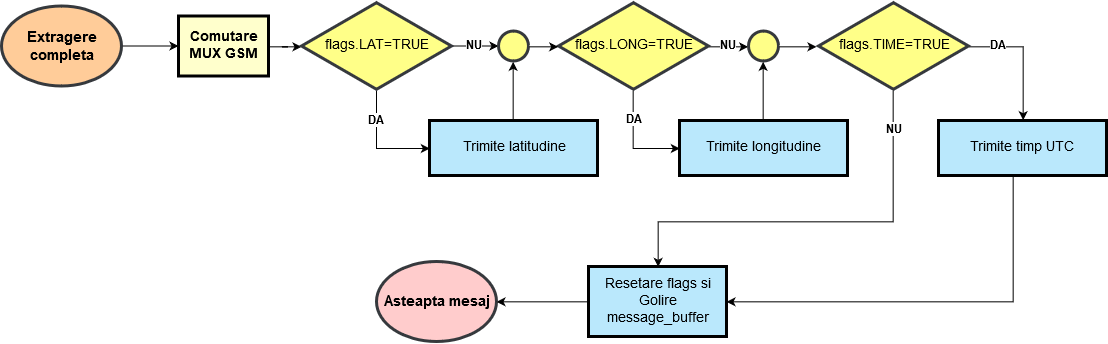 Extragere
completa
Comutare
MUX GSM
flags.LAT=TRUE
NU
flags.LONG=TRUE
NU
flags.TIME=TRUE
DA
DA
Trimite latitudine
DA
Trimite longitudine
NU
Trimite timp UTC
Asteapta mesaj
Resetare flags si
Golire
message_buffer